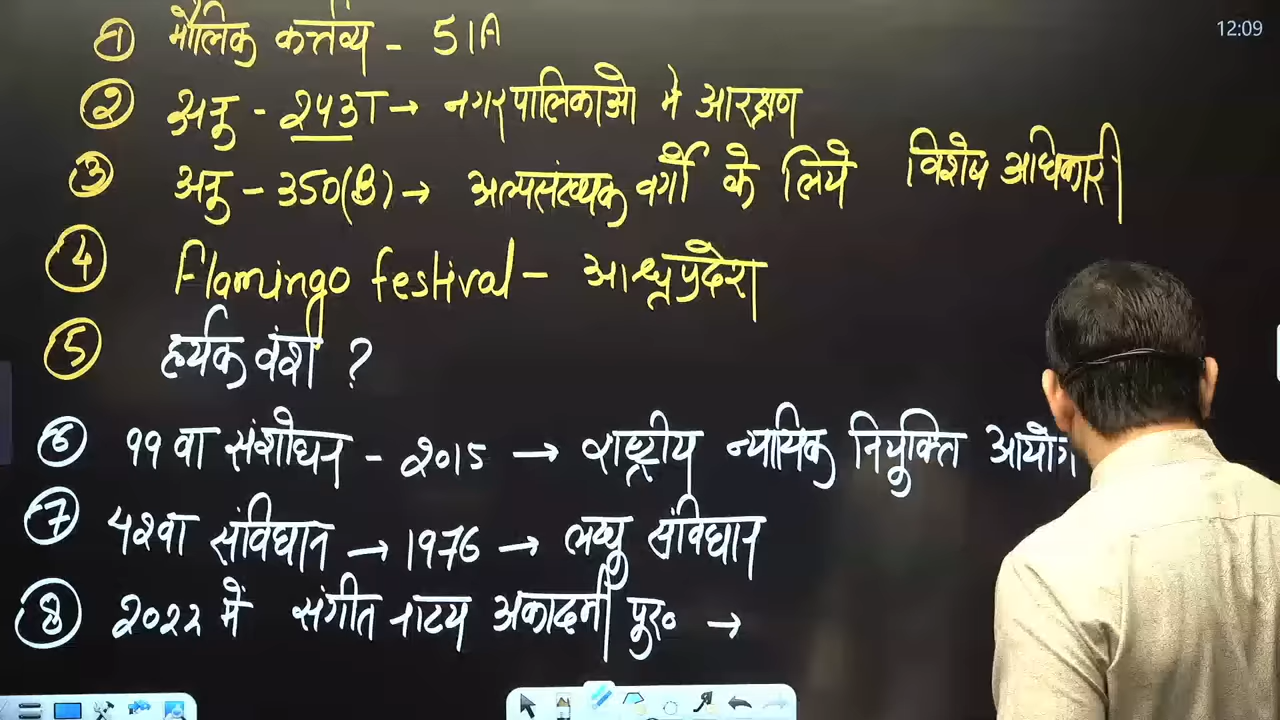 12:09
① मौलिक कर्त्तव्य - 51A
② अनु - 243T → नगरपालिकाओ मे आरक्षण
③ अनु - 350(B) → अल्पसंख्यक वर्गो के लिये विशेष अधिकारी
④ Flamingo festival - आन्ध्रप्रदेश
⑤ हर्यक वंश ?
⑥ 99 वा संशोधन - 2015 → राष्ट्रीय न्यायिक नियुक्ति आयोग
⑦ 42वा संविधान → 1976 → लघु संविधान
⑧ 2022 में संगीत नाट्य अकादमी पुर० →